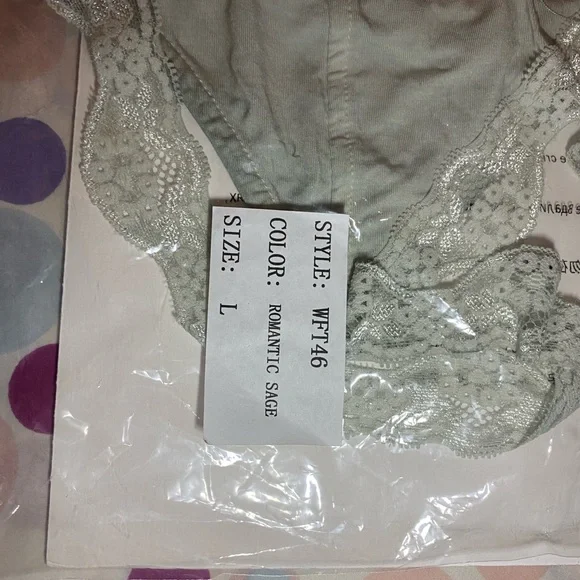 STYLE: WFT46
COLOR: ROMANTIC SAGE
SIZE: L